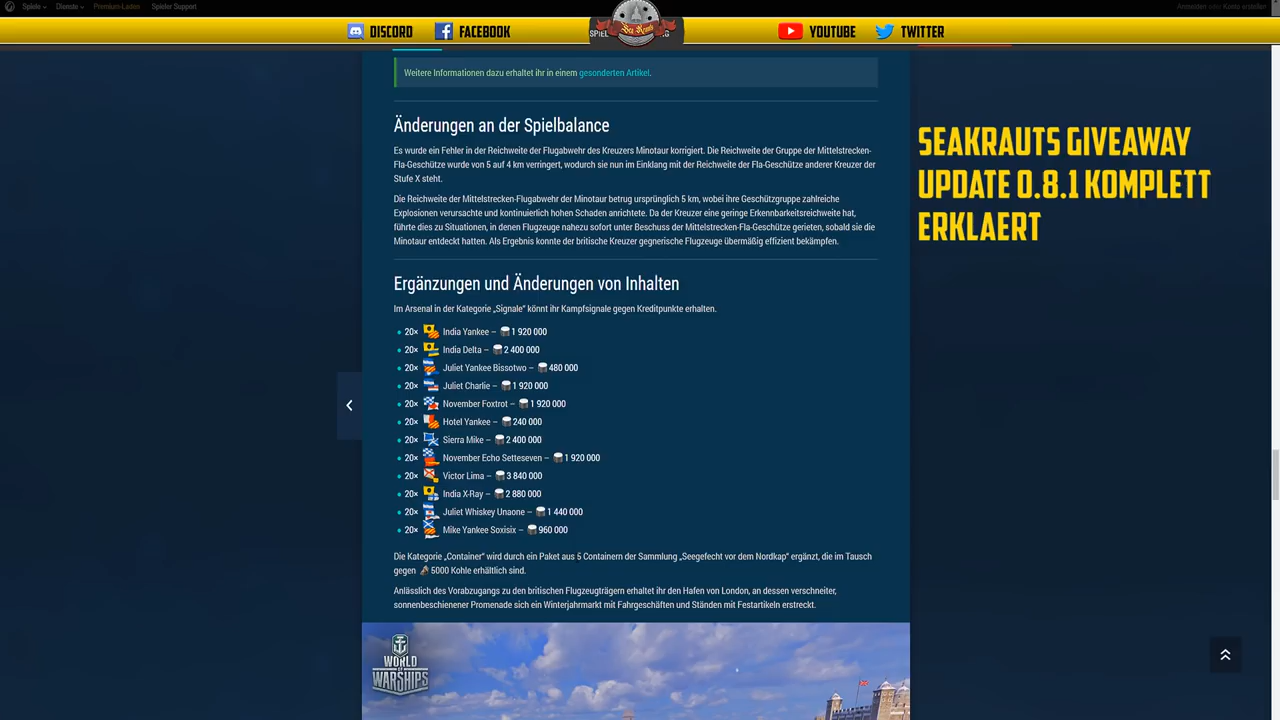 Spiele
Dienste
Premium-Laden
Spieler Support
Anmelden oder Konto erstellen
DISCORD
FACEBOOK
Sea Krauts
YOUTUBE
TWITTER
Weitere Informationen dazu erhaltet ihr in einem gesonderten Artikel.
Änderungen an der Spielbalance
Es wurde ein Fehler in der Reichweite der Flugabwehr des Kreuzers Minotaur korrigiert. Die Reichweite der Gruppe der Mittelstrecken-
Fla-Geschütze wurde von 5 auf 4 km verringert, wodurch sie nun im Einklang mit der Reichweite der Fla-Geschütze anderer Kreuzer der
Stufe X steht.
Die Reichweite der Mittelstrecken-Flugabwehr der Minotaur betrug ursprünglich 5 km, wobei ihre Geschützgruppe zahlreiche
Explosionen verursachte und kontinuierlich hohen Schaden anrichtete. Da der Kreuzer eine geringe Erkennbarkeitsreichweite hat,
führte dies zu Situationen, in denen Flugzeuge nahezu sofort unter Beschuss der Mittelstrecken-Fla-Geschütze gerieten, sobald sie die
Minotaur entdeckt hatten. Als Ergebnis konnte der britische Kreuzer gegnerische Flugzeuge übermäßig effizient bekämpfen.
Ergänzungen und Änderungen von Inhalten
Im Arsenal in der Kategorie „Signale“ könnt ihr Kampfsignale gegen Kreditpunkte erhalten.
20× India Yankee – 1 920 000
20× India Delta – 2 400 000
20× Juliet Yankee Bissotwo – 480 000
20× Juliet Charlie – 1 920 000
20× November Foxtrot – 1 920 000
20× Hotel Yankee – 240 000
20× Sierra Mike – 2 400 000
20× November Echo Setteseven – 1 920 000
20× Victor Lima – 3 840 000
20× India X-Ray – 2 880 000
20× Juliet Whiskey Unaone – 1 440 000
20× Mike Yankee Soxisix – 960 000
Die Kategorie „Container“ wird durch ein Paket aus 5 Containern der Sammlung „Seegefecht vor dem Nordkap“ ergänzt, die im Tausch
gegen 5000 Kohle erhältlich sind.
Anlässlich des Vorabzugangs zu den britischen Flugzeugträgern erhaltet ihr den Hafen von London, an dessen verschneiter,
sonnenbeschienener Promenade sich ein Winterjahrmarkt mit Fahrgeschäften und Ständen mit Festartikeln erstreckt.
WORLD
OF
WARSHIPS
SEAKRAUTS GIVEAWAY
UPDATE 0.8.1 KOMPLETT
ERKLAERT